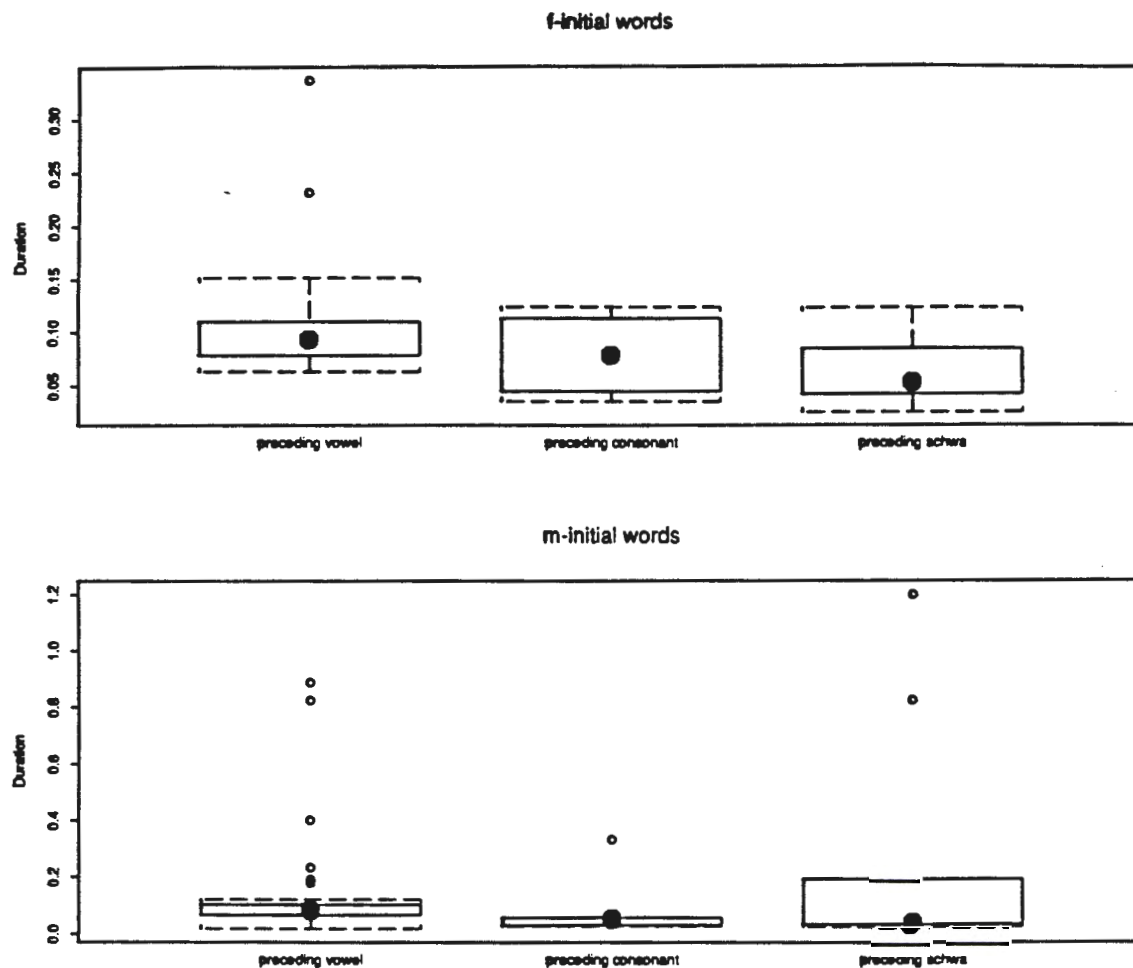 f-initial words
0.30
0.25
0.20
0.15
0.10
0.05
Duration
preceding vowel preceding consonant preceding schwa
m-initial words
1.2
1.0
0.8
0.6
0.4
0.2
0.0
Duration
preceding vowel preceding consonant preceding schwa